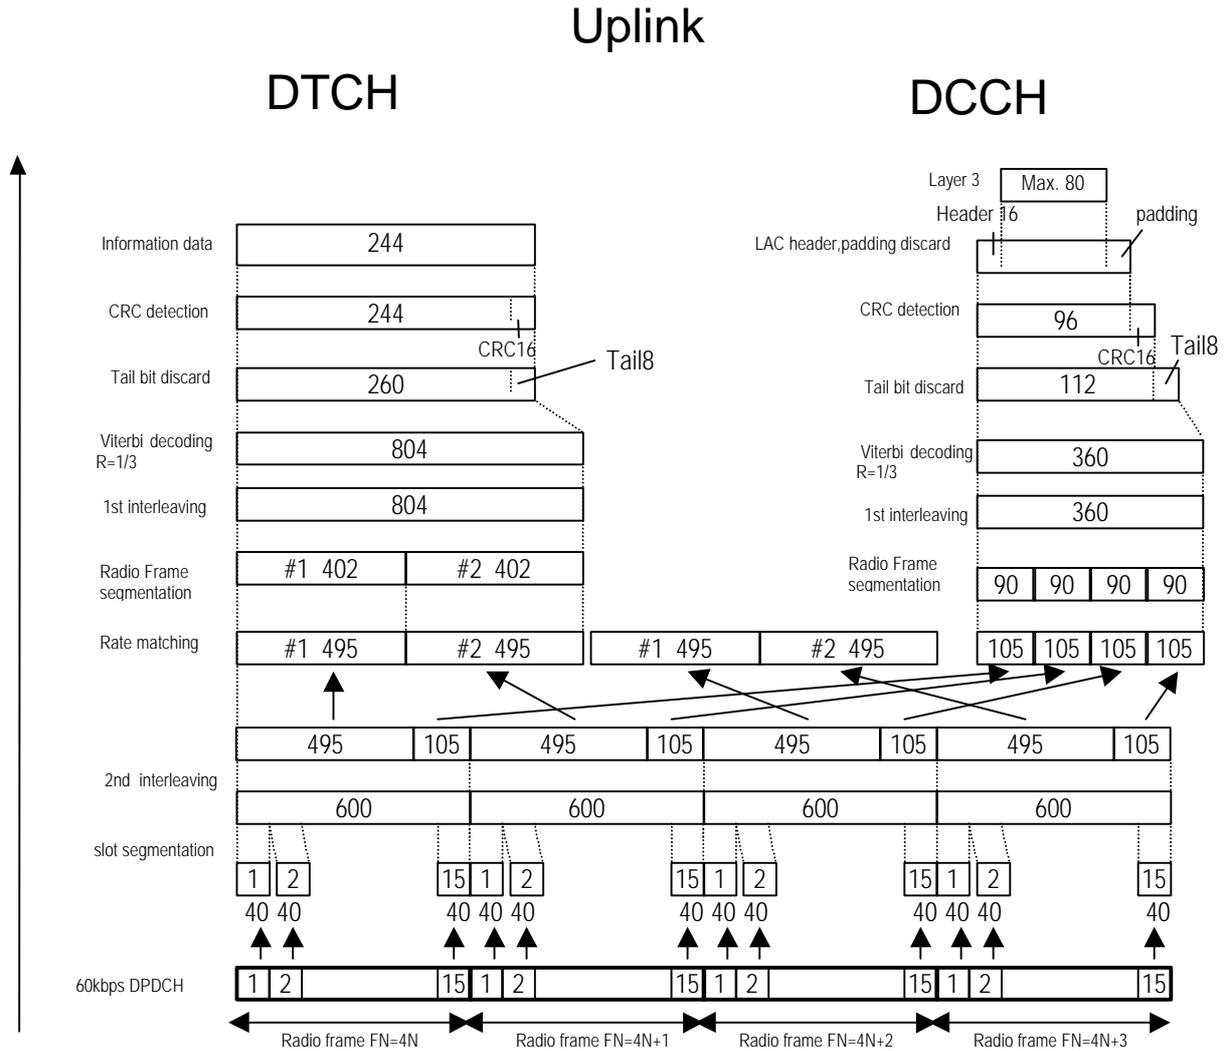 Uplink
DTCH
DCCH
Layer 3
Max. 80
Header 16
padding
Information data
244
LAC header,padding discard
CRC detection
244
CRC16
CRC detection
96
CRC16
Tail8
Tail8
Tail bit discard
260
Tail bit discard
112
Viterbi decoding
R=1/3
804
Viterbi decoding
R=1/3
360
1st interleaving
804
1st interleaving
360
Radio Frame
segmentation
#1 402
#2 402
Radio Frame
segmentation
90 90 90 90
Rate matching
#1 495
#2 495
#1 495
#2 495
105 105 105 105
495 105 495 105 495 105 495 105
2nd interleaving
600 600 600 600
slot segmentation
1 2 15 1 2 15 1 2 15 1 2 15
40 40 40 40 40 40 40 40 40 40 40 40
60kbps DPDCH
1 2 15 1 2 15 1 2 15 1 2 15
Radio frame FN=4N
Radio frame FN=4N+1
Radio frame FN=4N+2
Radio frame FN=4N+3